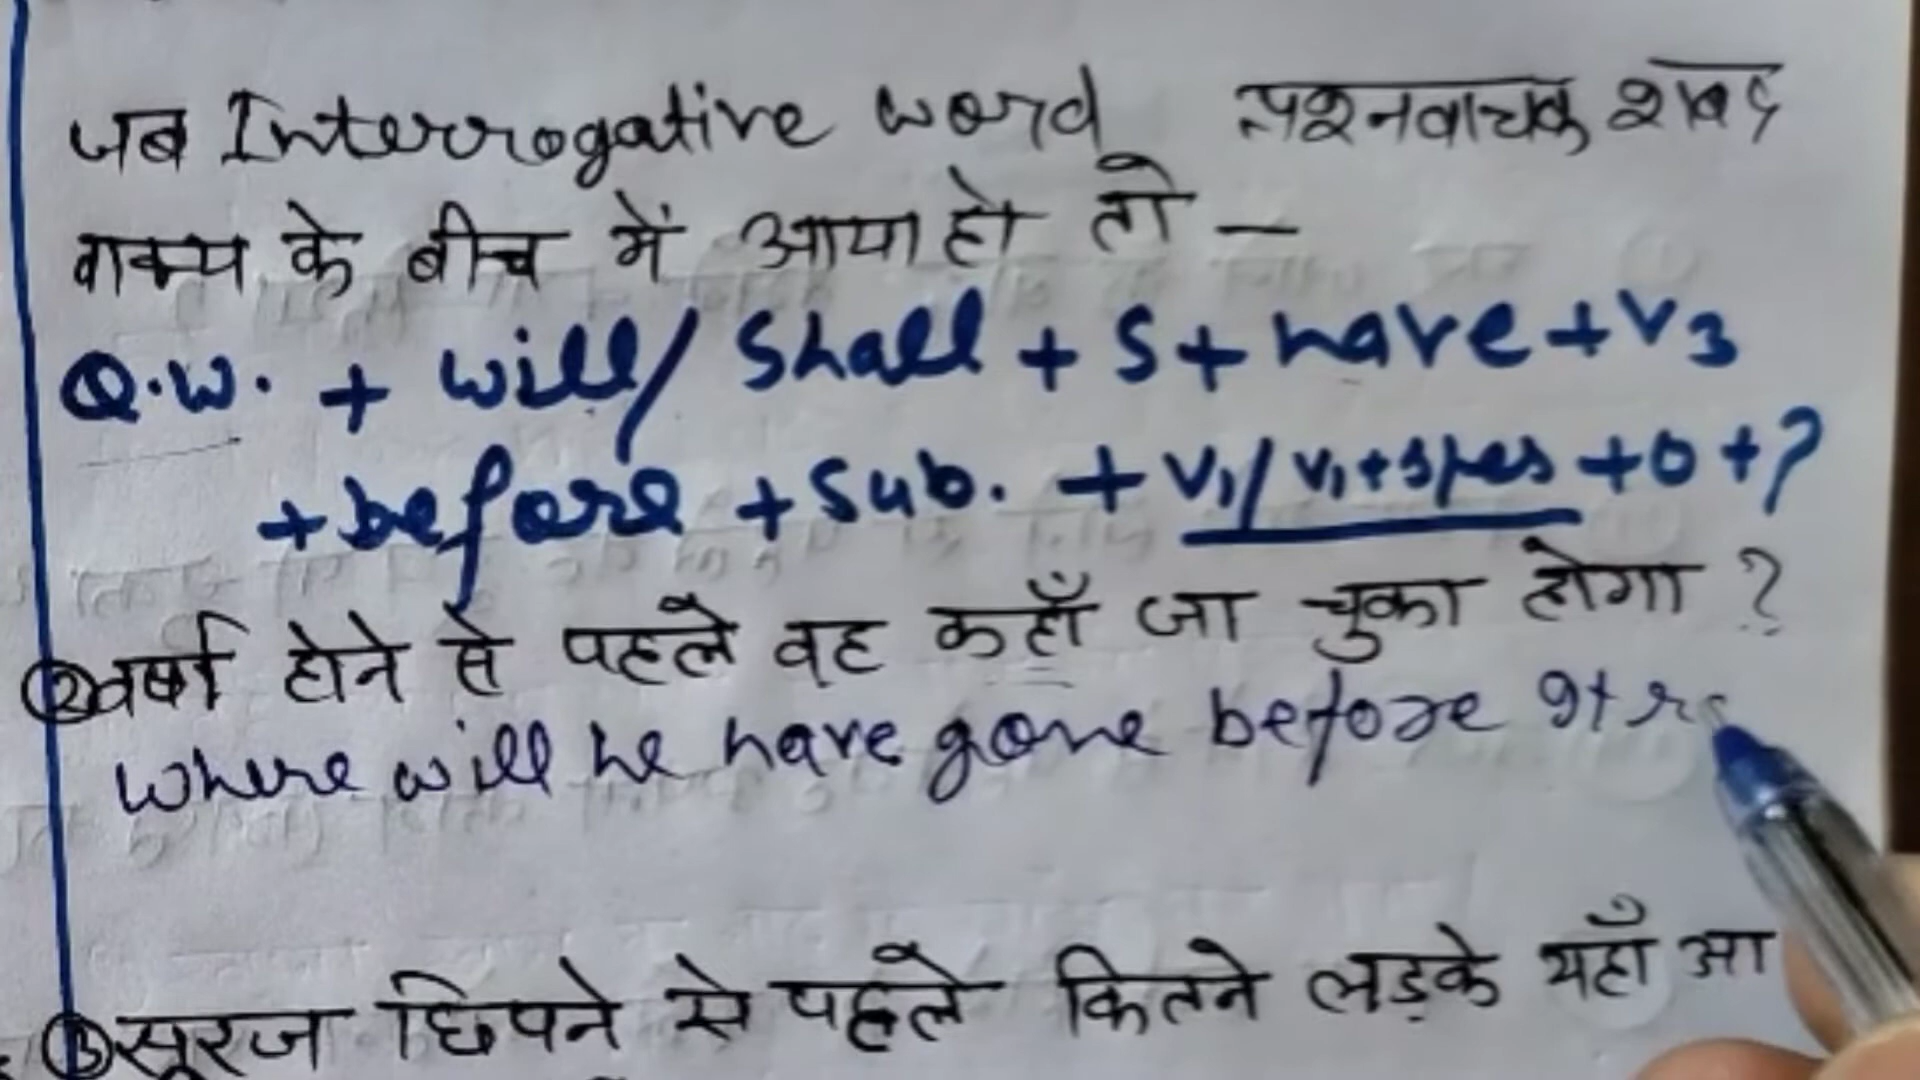 जब Interrogative word प्रश्नवाचक शब्द
वाक्य के बीच में आया हो तो –
Q.W. + will/ Shall + S + have + V3
+ before + Sub. + V1/ V1+s/es + O + ?
② वर्षा होने से पहले वह कहाँ जा चुका होगा ?
Where will he have gone before It
③ सूरज छिपने से पहले कितने लड़के यहाँ आ